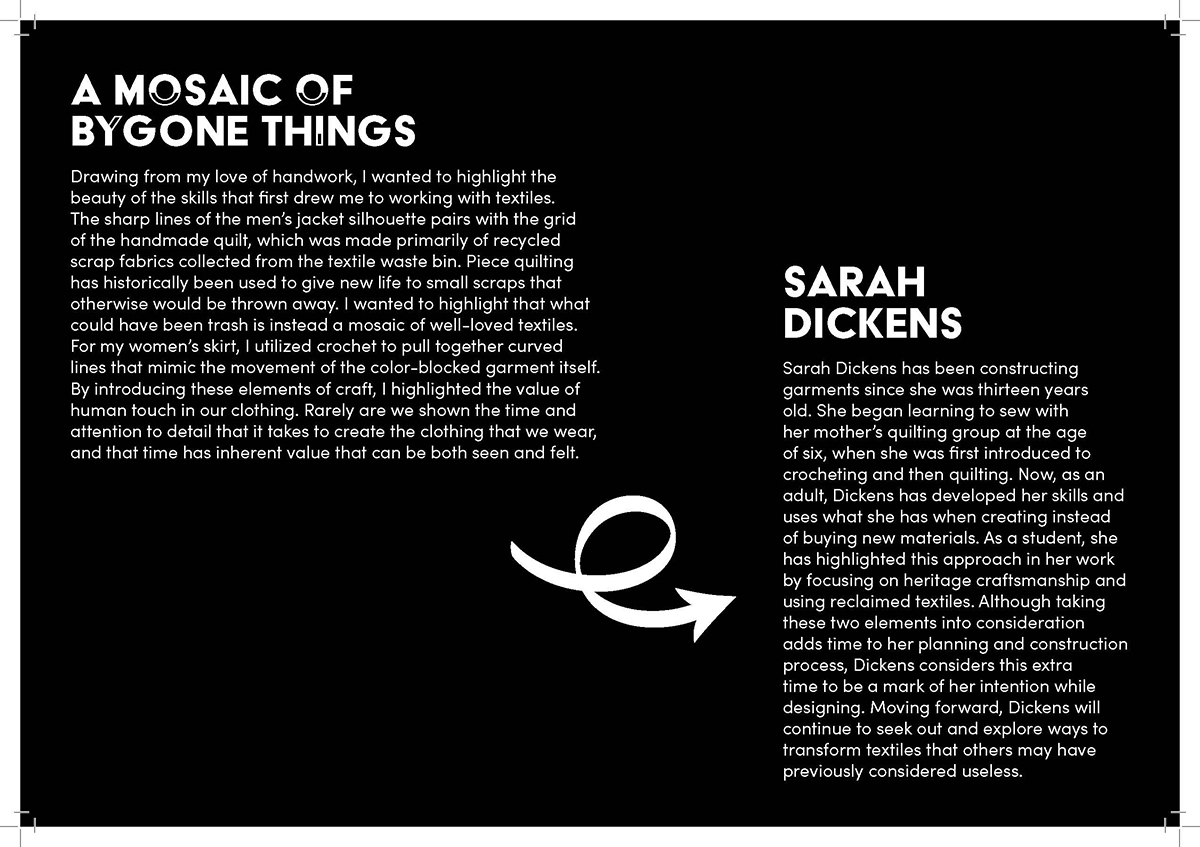 A MOSAIC OF
BYGONE THINGS
Drawing from my love of handwork, I wanted to highlight the
beauty of the skills that first drew me to working with textiles.
The sharp lines of the men’s jacket silhouette pairs with the grid
of the handmade quilt, which was made primarily of recycled
scrap fabrics collected from the textile waste bin. Piece quilting
has historically been used to give new life to small scraps that
otherwise would be thrown away. I wanted to highlight that what
could have been trash is instead a mosaic of well-loved textiles.
For my women’s skirt, I utilized crochet to pull together curved
lines that mimic the movement of the color-blocked garment itself.
By introducing these elements of craft, I highlighted the value of
human touch in our clothing. Rarely are we shown the time and
attention to detail that it takes to create the clothing that we wear,
and that time has inherent value that can be both seen and felt.
SARAH
DICKENS
Sarah Dickens has been constructing
garments since she was thirteen years
old. She began learning to sew with
her mother’s quilting group at the age
of six, when she was first introduced to
crocheting and then quilting. Now, as an
adult, Dickens has developed her skills and
uses what she has when creating instead
of buying new materials. As a student, she
has highlighted this approach in her work
by focusing on heritage craftsmanship and
using reclaimed textiles. Although taking
these two elements into consideration
adds time to her planning and construction
process, Dickens considers this extra
time to be a mark of her intention while
designing. Moving forward, Dickens will
continue to seek out and explore ways to
transform textiles that others may have
previously considered useless.